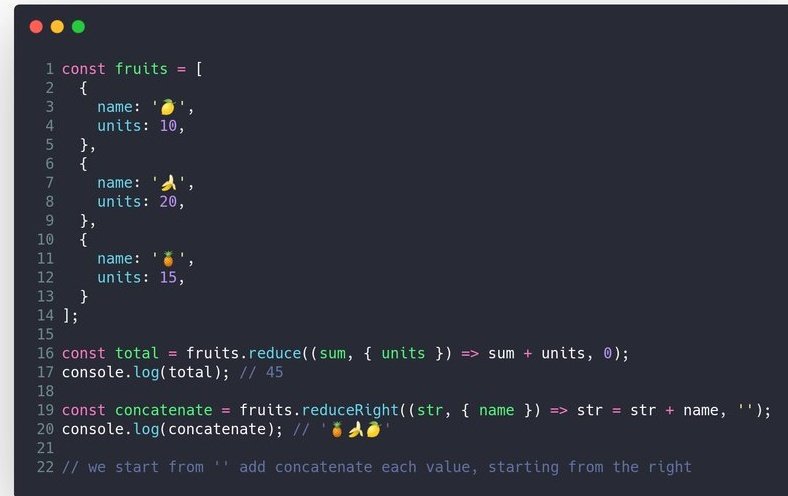 1 const fruits = [
2   {
3     name: '🍋',
4     units: 10,
5   },
6   {
7     name: '🍌',
8     units: 20,
9   },
10   {
11     name: '🍍',
12     units: 15,
13   }
14 ];
15
16 const total = fruits.reduce((sum, { units }) => sum + units, 0);
17 console.log(total); // 45
18
19 const concatenate = fruits.reduceRight((str, { name }) => str = str + name, '');
20 console.log(concatenate); // '🍍🍌🍋'
21
22 // we start from '' add concatenate each value, starting from the right